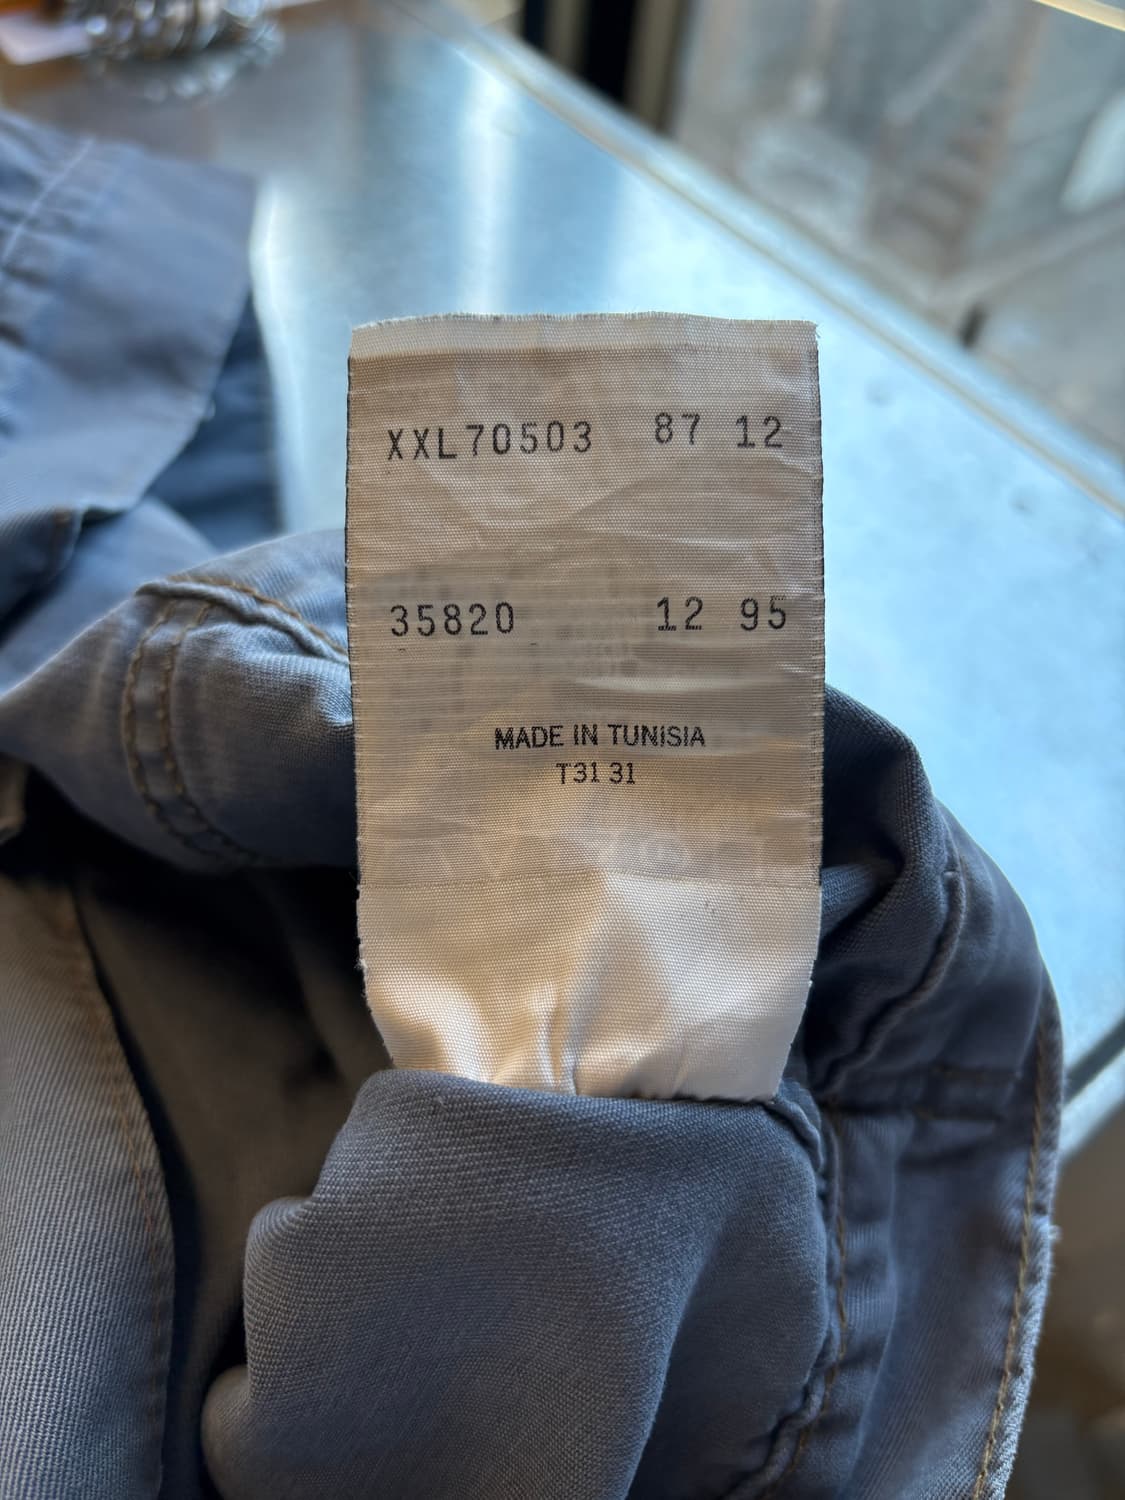 XXL70503 87 12
35820 12 95
MADE IN TUNISIA
T31 31